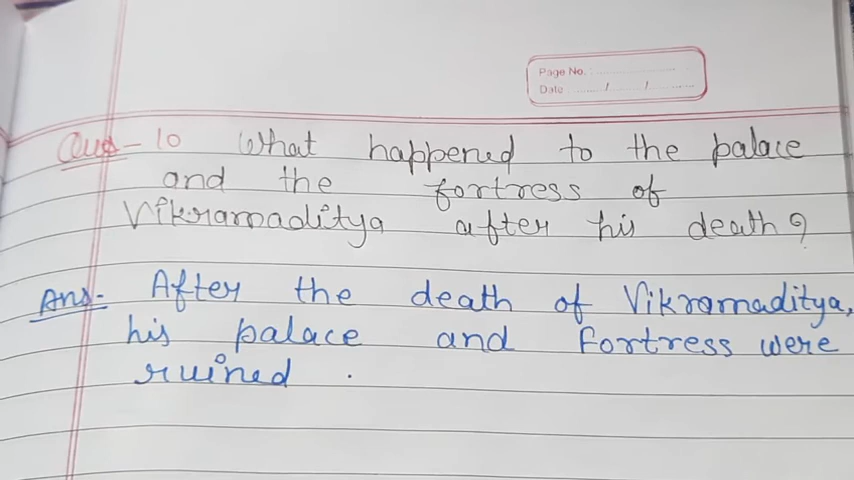 Page No. ...................
Date ........./........./............
Que - 10 What happened to the palace
and the fortress of
Vikramaditya after his death?
Ans- After the death of Vikramaditya,
his palace and fortress were
ruined .